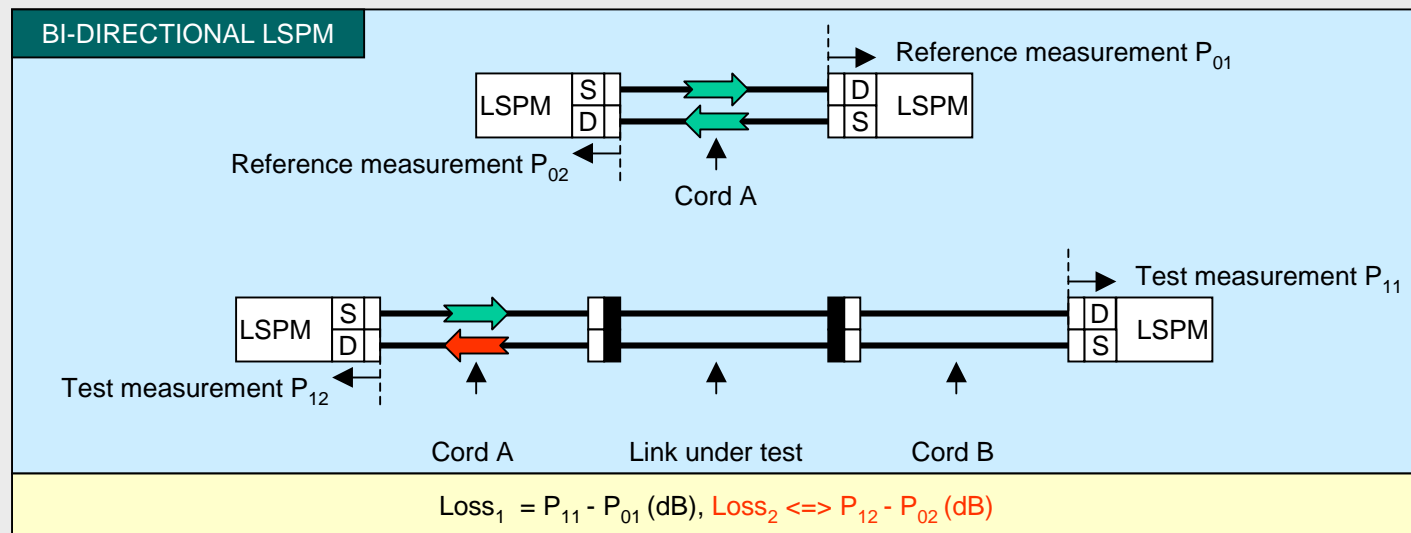 BI-DIRECTIONAL LSPM
Reference measurement P01
LSPM S D D S LSPM
Reference measurement P02
Cord A
Test measurement P11
LSPM S D D S LSPM
Test measurement P12
Cord A Link under test Cord B
Loss1 = P11 - P01 (dB), Loss2 <=> P12 - P02 (dB)